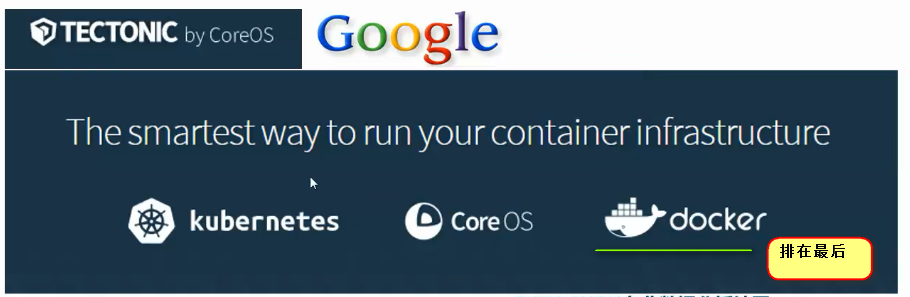 TECTONIC by CoreOS
Google
The smartest way to run your container infrastructure
kubernetes
CoreOS
docker
排在最后